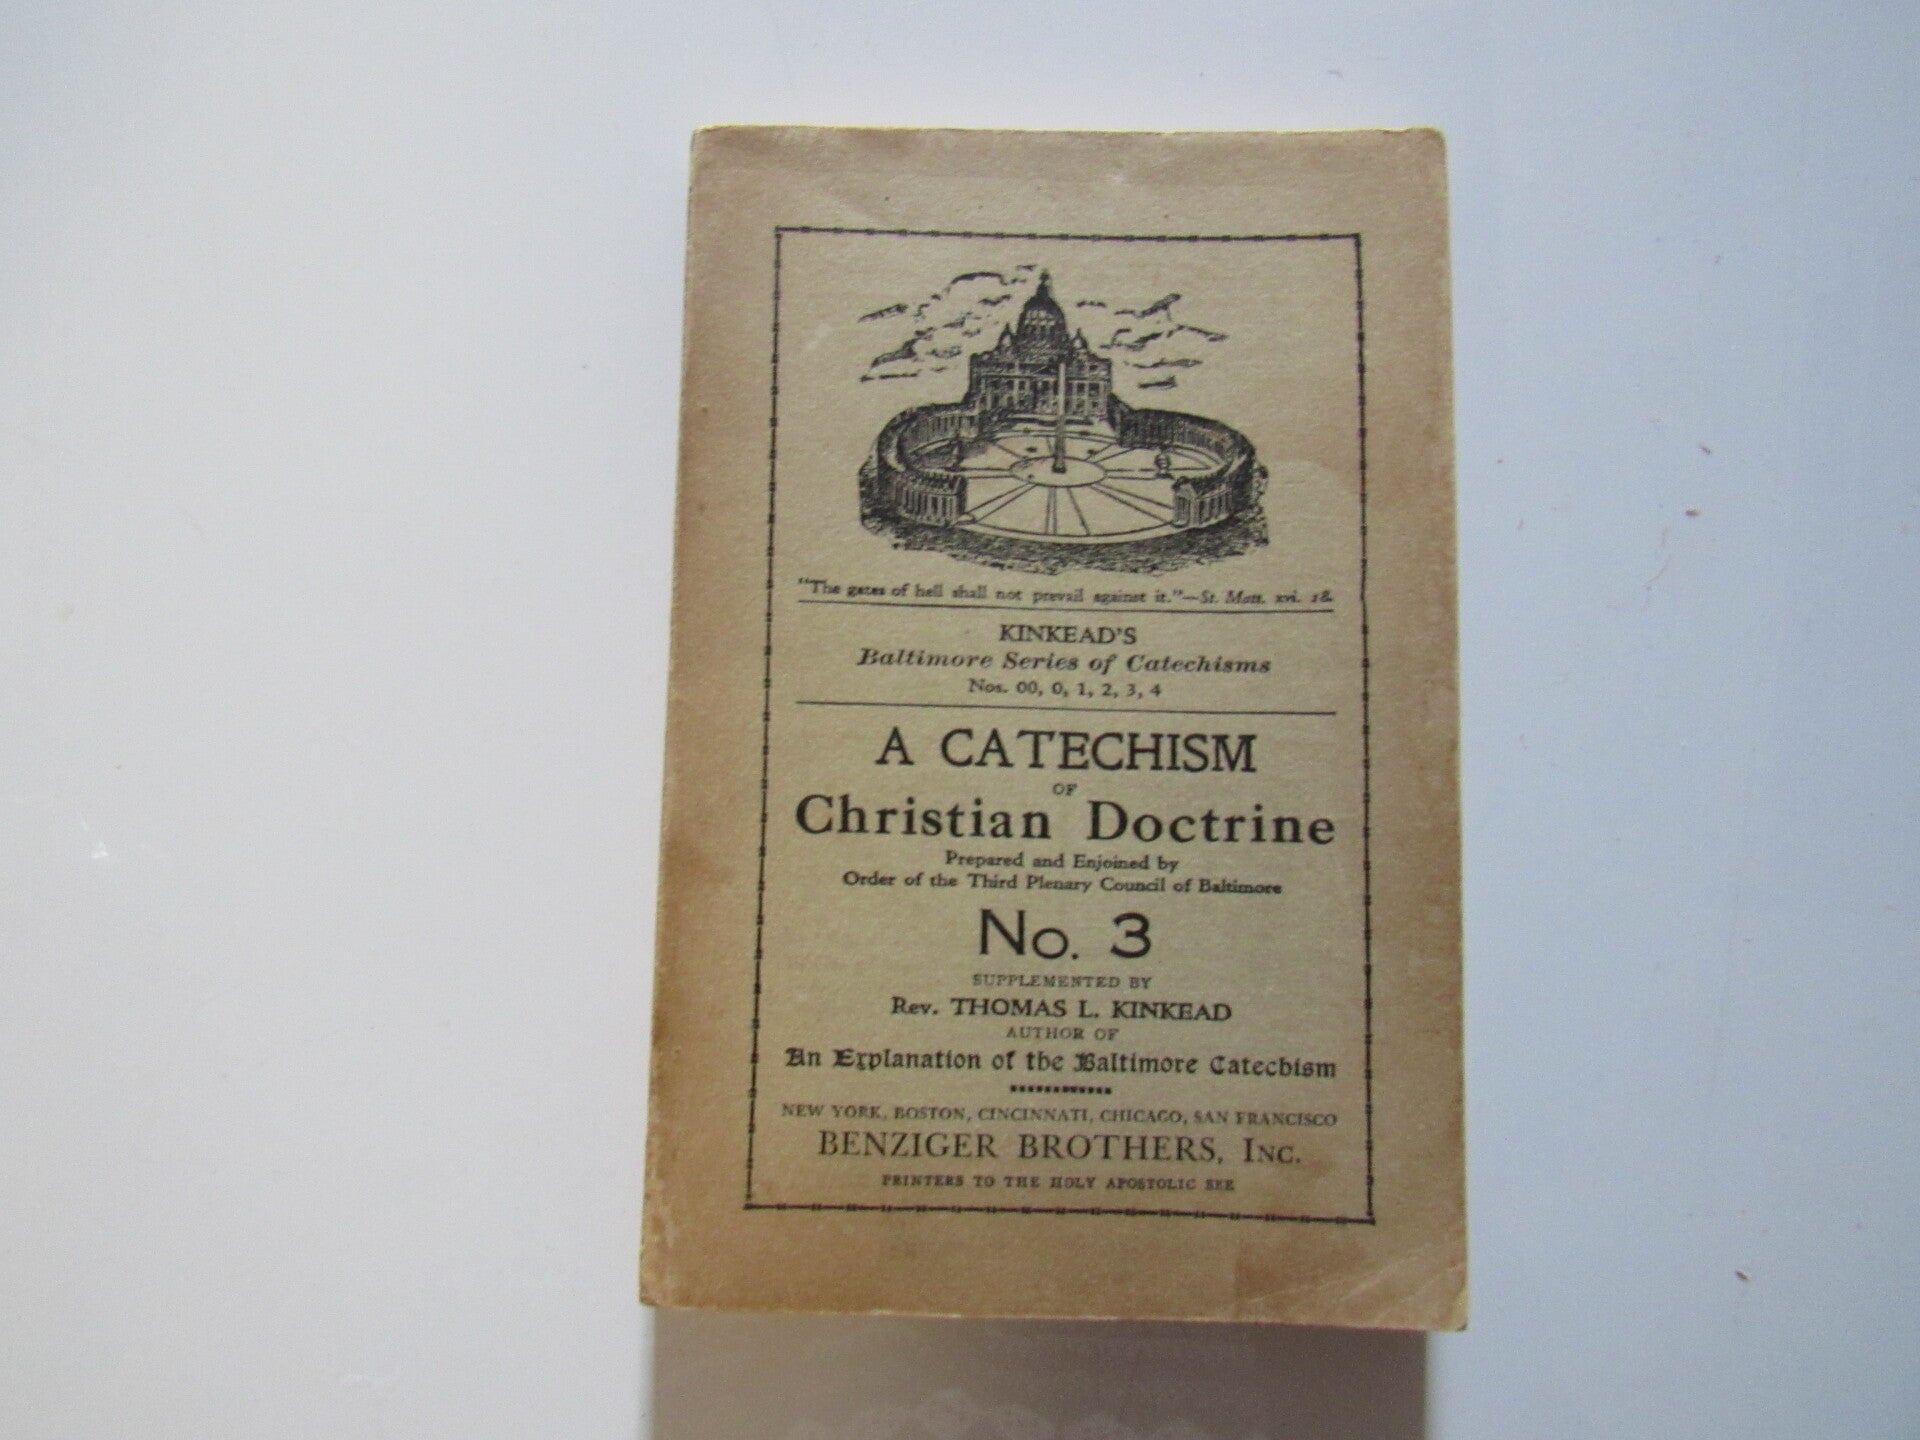 "The gates of hell shall not prevail against it."—St. Matt. xvi. 18.
KINKEAD'S
Baltimore Series of Catechisms
Nos. 00, 0, 1, 2, 3, 4
A CATECHISM
OF
Christian Doctrine
Prepared and Enjoined by
Order of the Third Plenary Council of Baltimore
No. 3
SUPPLEMENTED BY
Rev. THOMAS L. KINKEAD
AUTHOR OF
An Explanation of the Baltimore Catechism
NEW YORK, BOSTON, CINCINNATI, CHICAGO, SAN FRANCISCO
BENZIGER BROTHERS, INC.
PRINTERS TO THE HOLY APOSTOLIC SEE